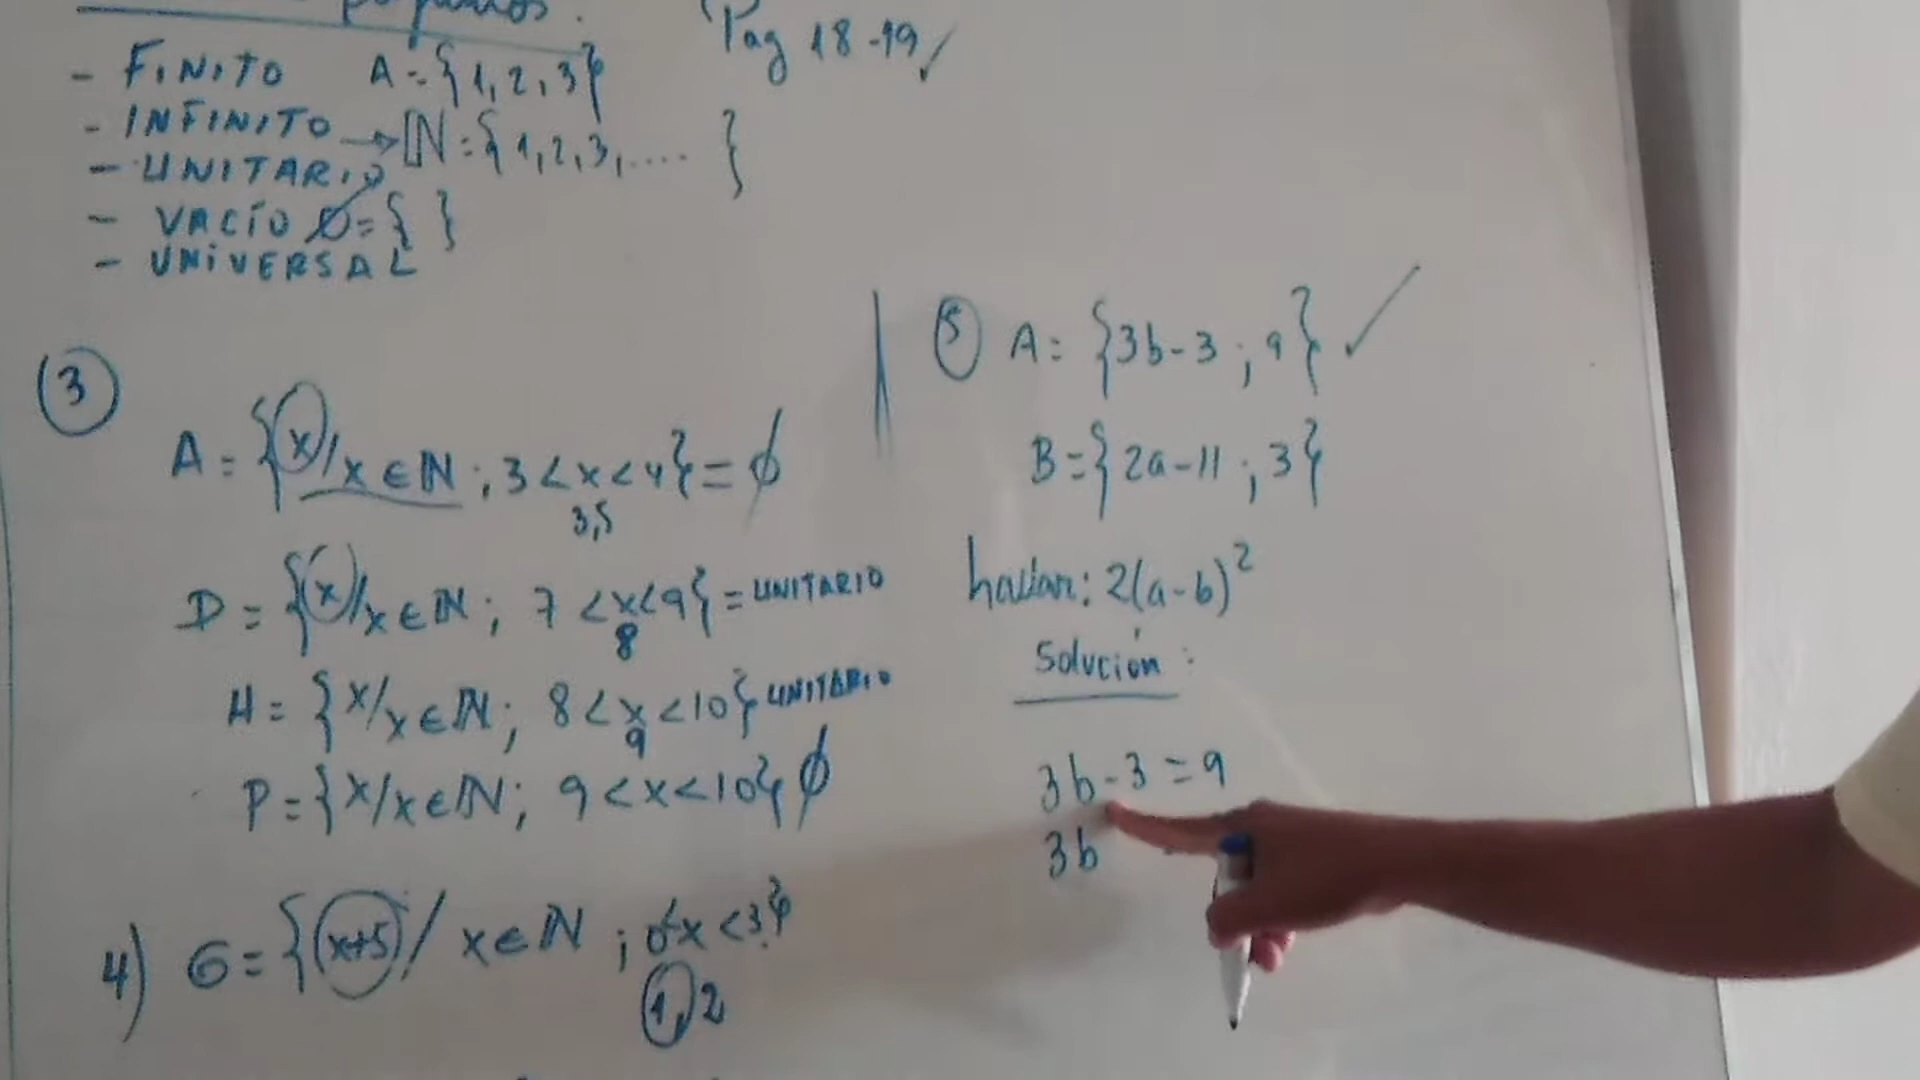 Pag 18-19 ✓
- FINITO A = {1, 2, 3}
- INFINITO → ℕ = {1, 2, 3, .... }
- UNITARIO
- VACÍO ∅ = { }
- UNIVERSAL
③
A = {x/x ∈ ℕ ; 3 < x < 4} = ∅
3,5
D = {x/x ∈ ℕ ; 7 < x < 9} = UNITARIO
8
H = {x/x ∈ ℕ ; 8 < x < 10} UNITARIO
9
P = {x/x ∈ ℕ ; 9 < x < 10} ∅
4) G = {(x+5)/ x ∈ ℕ ; 0 < x < 3}
1, 2
⑤ A = {3b-3 ; 9} ✓
B = {2a-11 ; 3}
hallar: 2(a-b)²
Solución:
3b-3 = 9
3b